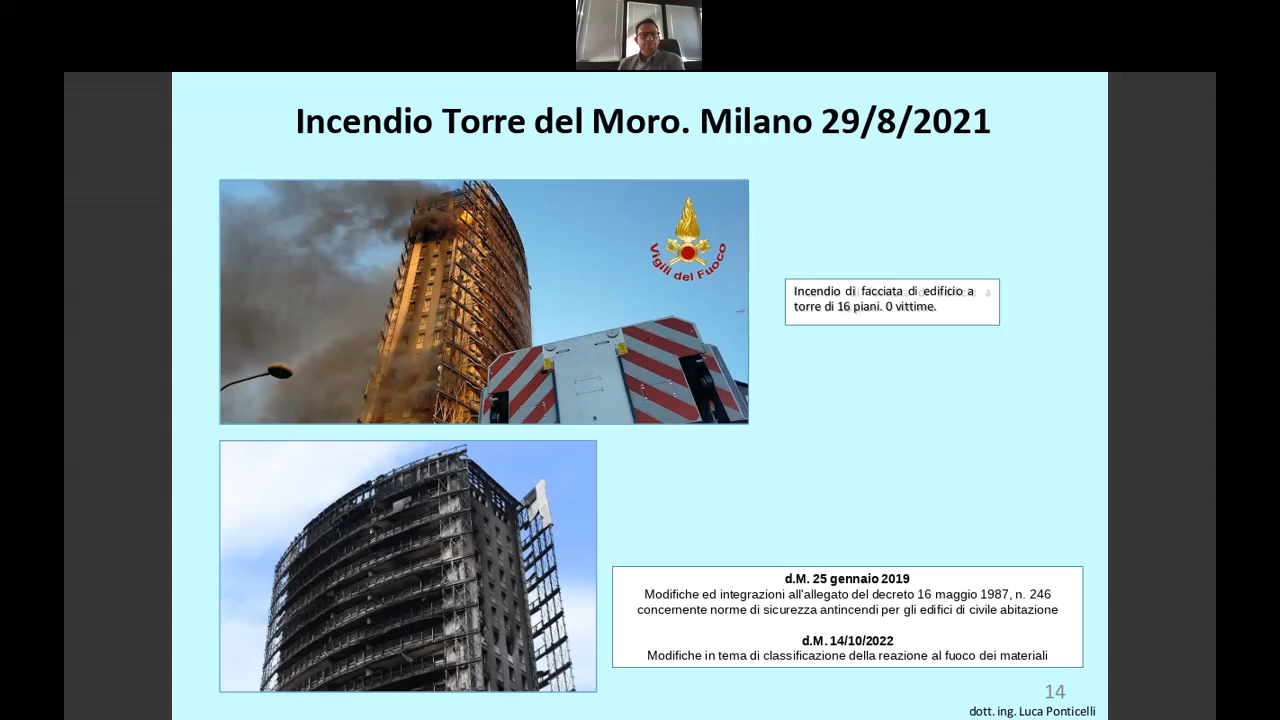 Incendio Torre del Moro. Milano 29/8/2021
Vigili del Fuoco
Incendio di facciata di edificio a
torre di 16 piani. 0 vittime.
d.M. 25 gennaio 2019
Modifiche ed integrazioni all'allegato del decreto 16 maggio 1987, n. 246
concernente norme di sicurezza antincendi per gli edifici di civile abitazione
d.M. 14/10/2022
Modifiche in tema di classificazione della reazione al fuoco dei materiali
14
dott. ing. Luca Ponticelli